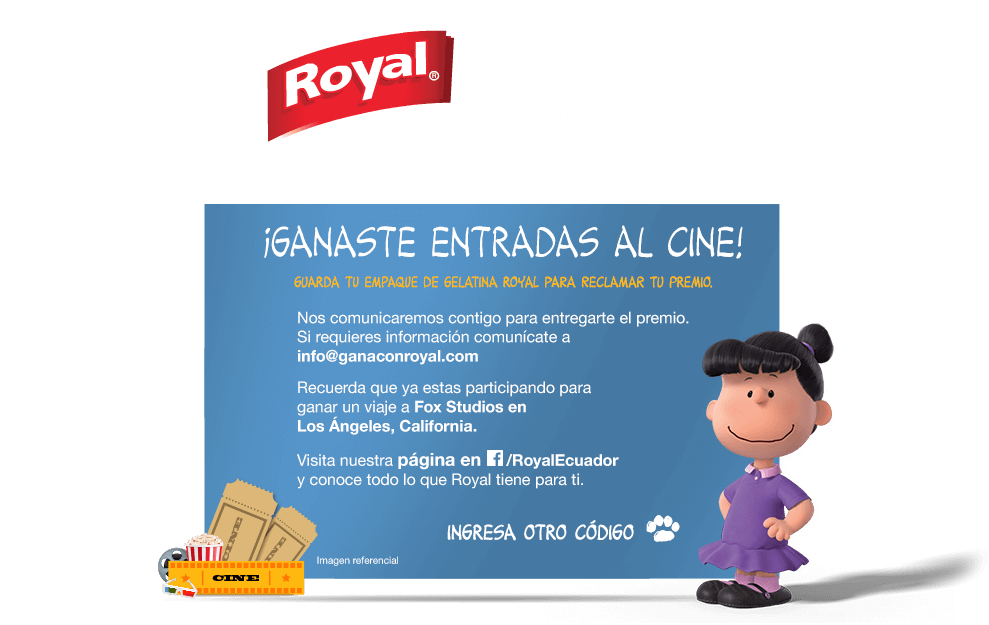 Royal®
¡GANASTE ENTRADAS AL CINE!
GUARDA TU EMPAQUE DE GELATINA ROYAL PARA RECLAMAR TU PREMIO.
Nos comunicaremos contigo para entregarte el premio.
Si requieres información comunícate a
info@ganaconroyal.com
Recuerda que ya estas participando para
ganar un viaje a Fox Studios en
Los Ángeles, California.
Visita nuestra página en f/RoyalEcuador
y conoce todo lo que Royal tiene para ti.
INGRESA OTRO CÓDIGO
Imagen referencial
CINE
CINE
CINE